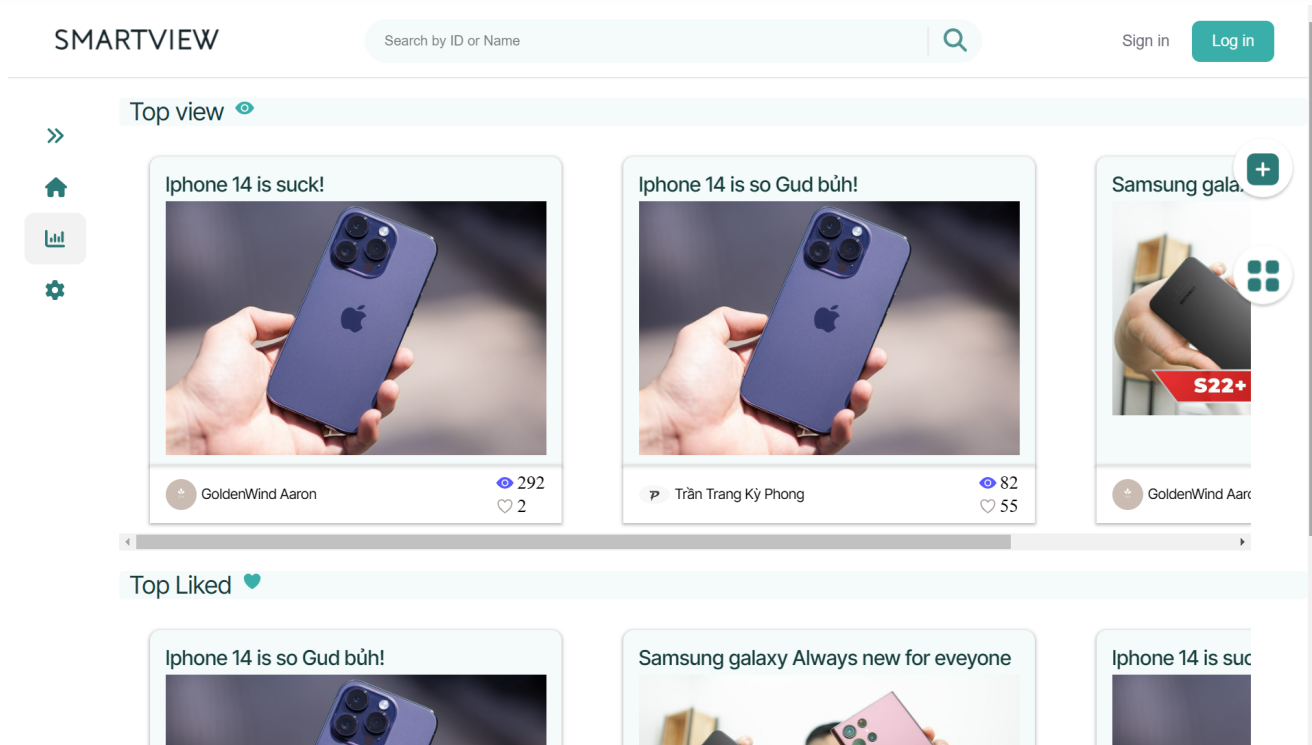 SMARTVIEW
Search by ID or Name
Sign in
Log in
Top view
Iphone 14 is suck!
Iphone 14 is so Gud bủh!
Samsung gala
S22+
GoldenWind Aaron
292
2
Trần Trang Kỳ Phong
82
55
GoldenWind Aaro
Top Liked
Iphone 14 is so Gud bủh!
Samsung galaxy Always new for eveyone
Iphone 14 is suc